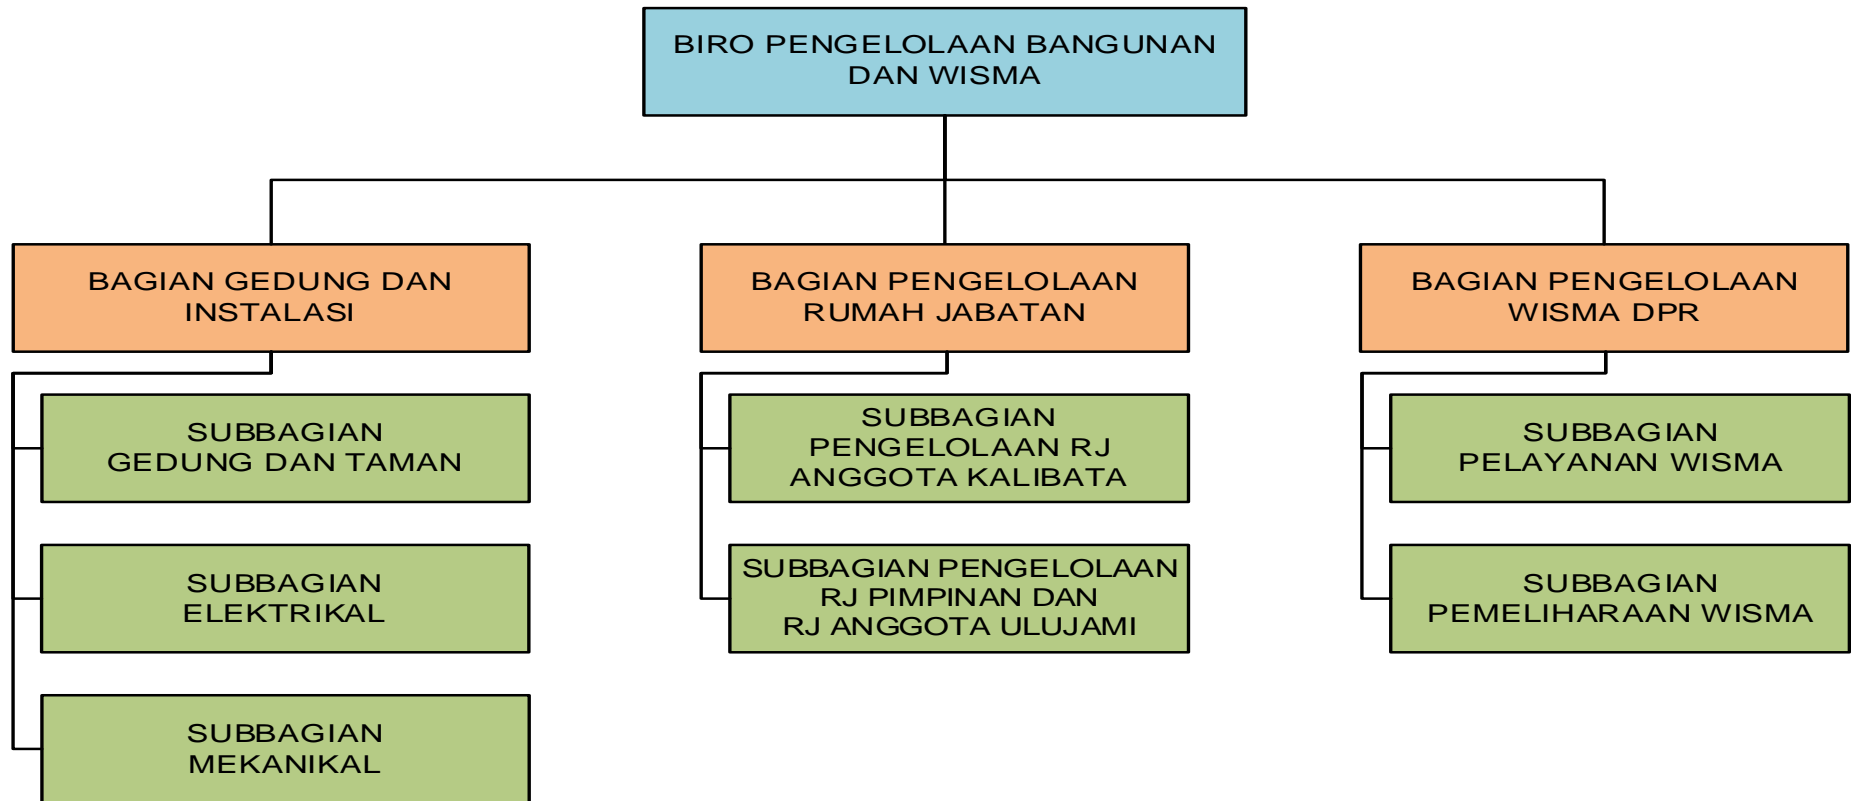 BIRO PENGELOLAAN BANGUNAN
DAN WISMA
BAGIAN GEDUNG DAN
INSTALASI
SUBBAGIAN
GEDUNG DAN TAMAN
SUBBAGIAN
ELEKTRIKAL
SUBBAGIAN
MEKANIKAL
BAGIAN PENGELOLAAN
RUMAH JABATAN
SUBBAGIAN
PENGELOLAAN RJ
ANGGOTA KALIBATA
SUBBAGIAN PENGELOLAAN
RJ PIMPINAN DAN
RJ ANGGOTA ULUJAMI
BAGIAN PENGELOLAAN
WISMA DPR
SUBBAGIAN
PELAYANAN WISMA
SUBBAGIAN
PEMELIHARAAN WISMA